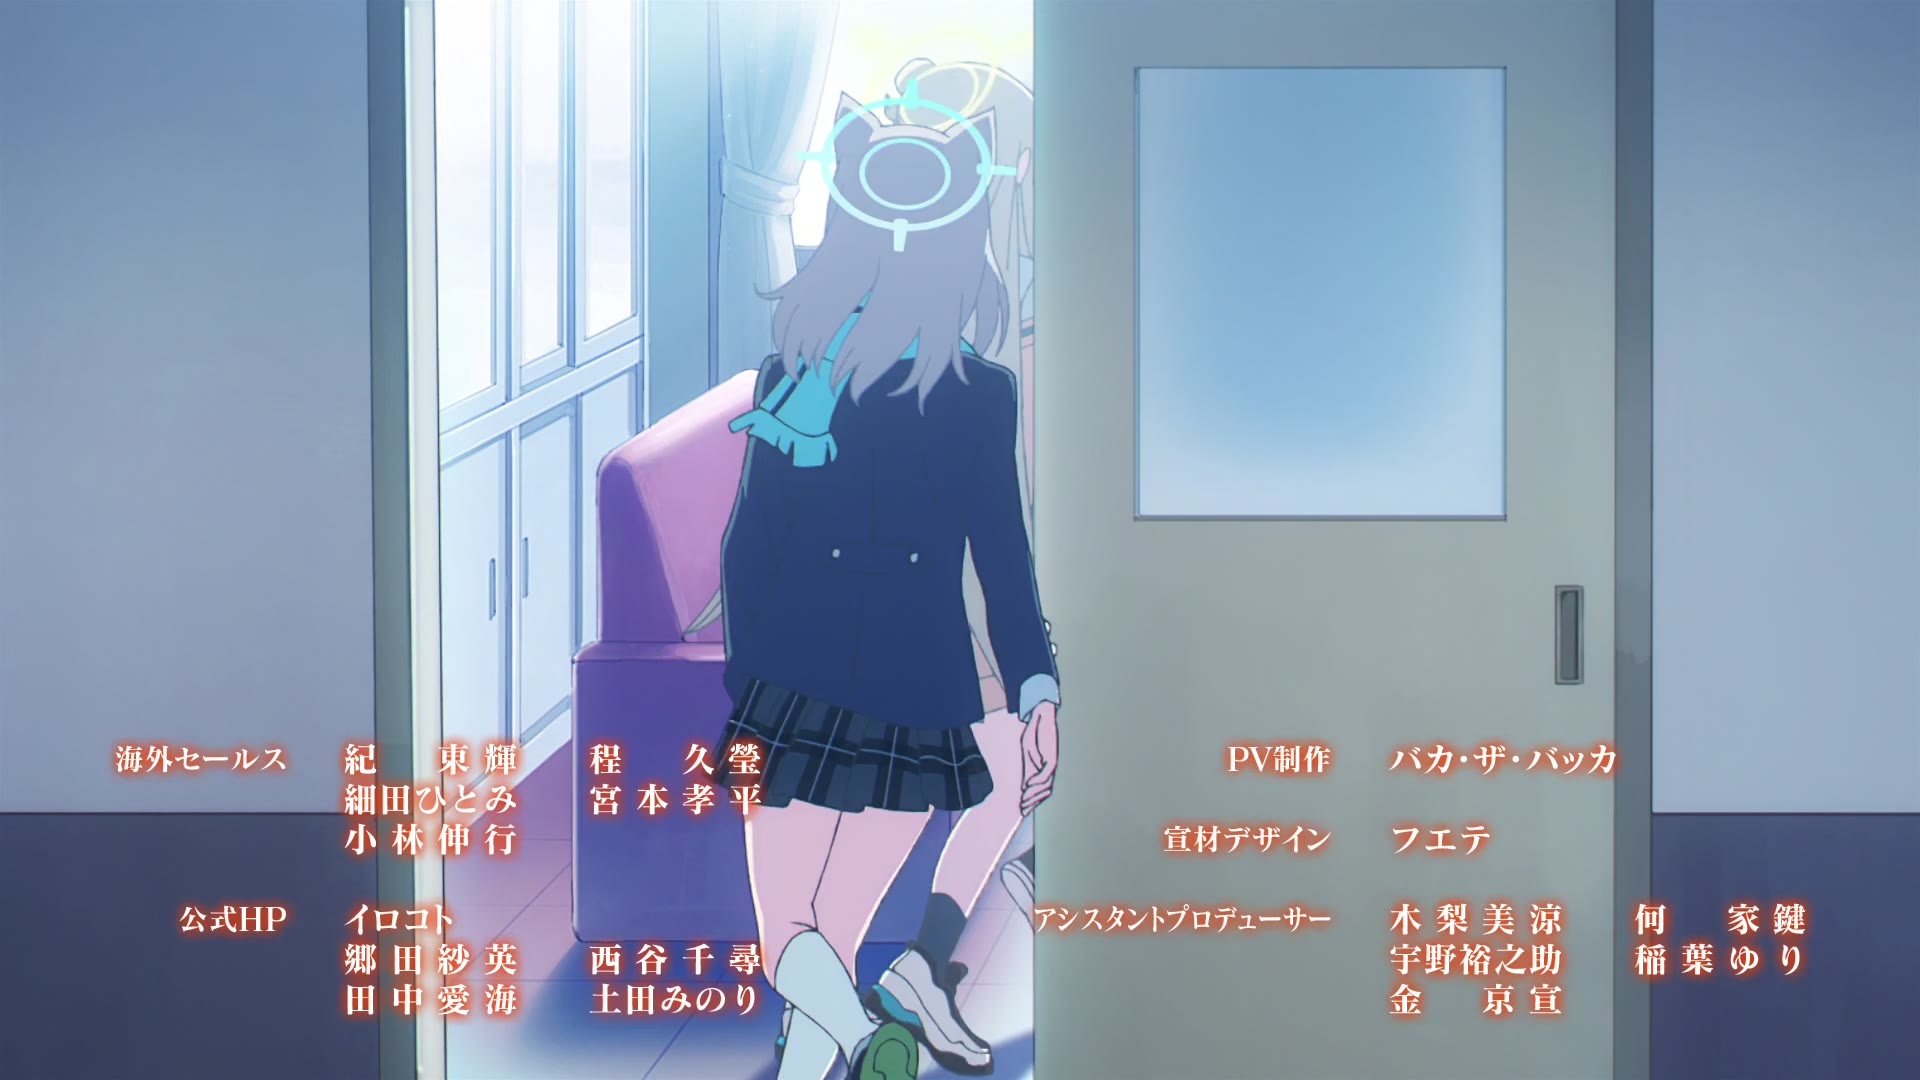 海外セールス 紀東輝 程久瑩
細田ひとみ 宮本孝平
小林伸行
公式HP イロコト
郷田紗英 西谷千尋
田中愛海 土田みのり
PV制作 バカ・ザ・バッカ
宣材デザイン フエテ
アシスタントプロデューサー 木梨美涼 何家鍵
宇野裕之助 稲葉ゆり
金京宣